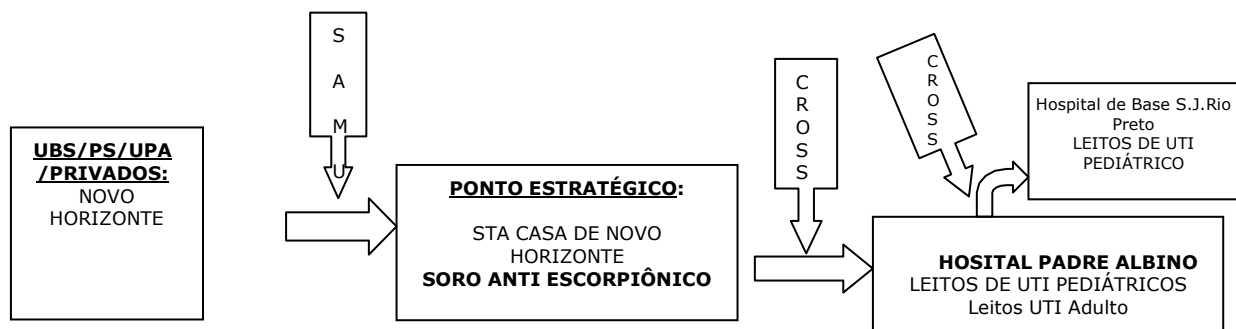 UBS/PS/UPA
/PRIVADOS:
NOVO
HORIZONTE
S
A
M
U
PONTO ESTRATÉGICO:
STA CASA DE NOVO
HORIZONTE
SORO ANTI ESCORPIÔNICO
C
R
O
S
S
C
R
O
S
S
Hospital de Base S.J.Rio
Preto
LEITOS DE UTI
PEDIÁTRICO
HOSITAL PADRE ALBINO
LEITOS DE UTI PEDIÁTRICOS
Leitos UTI Adulto